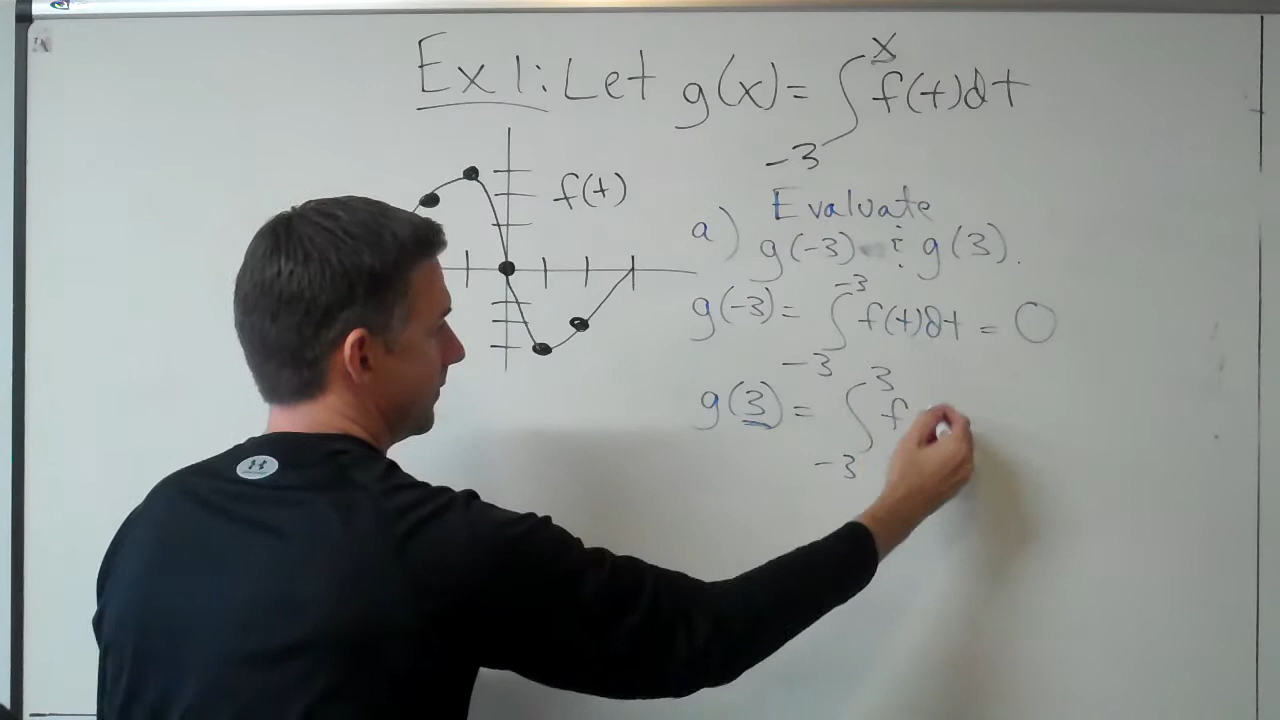 Ex 1: Let g(x) = ∫_{-3}^{x} f(t)dt
f(t)
Evaluate
a) g(-3) & g(3).
g(-3) = ∫_{-3}^{-3} f(t)dt = 0
g(3) = ∫_{-3}^{3} f